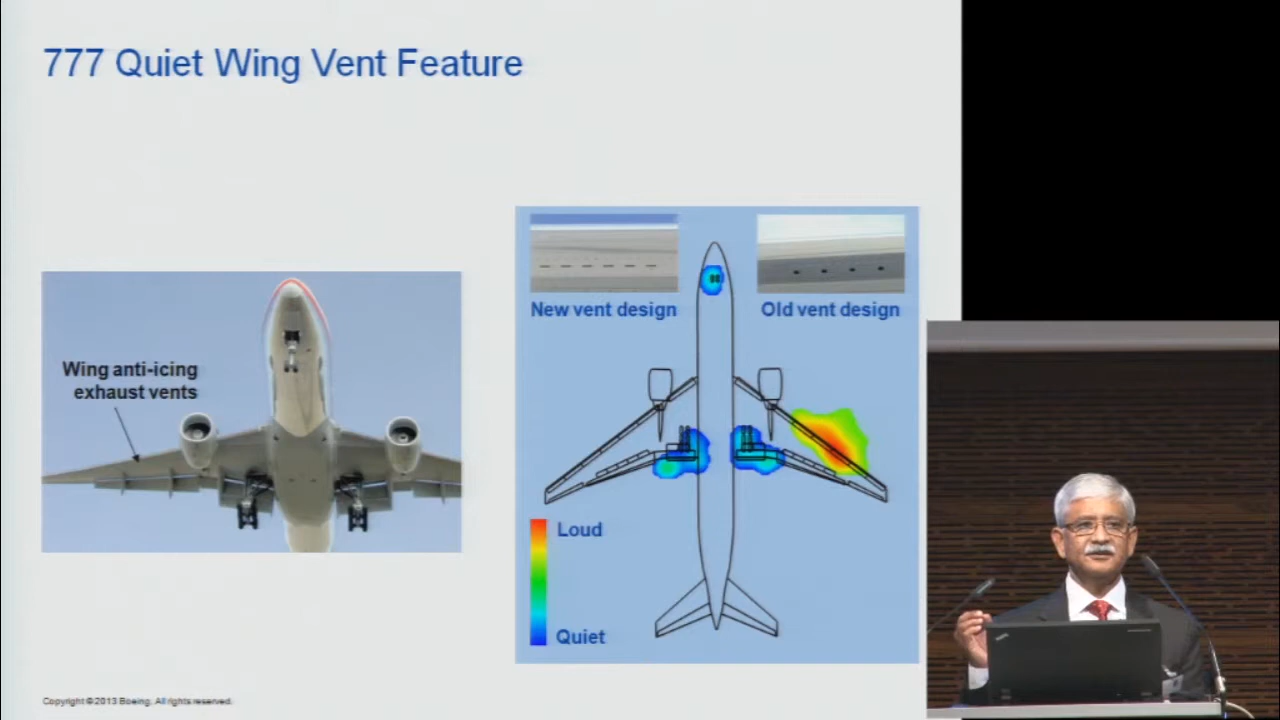 777 Quiet Wing Vent Feature
Wing anti-icing
exhaust vents
New vent design
Old vent design
Loud
Quiet
Copyright © 2013 Boeing. All rights reserved.